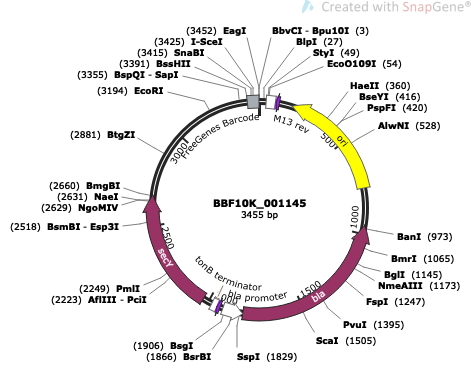 Created with SnapGene®
(3452) EagI
(3425) I-SceI
(3415) SnaBI
(3391) BssHII
(3355) BspQI - SapI
(3194) EcoRI
(2881) BtgZI
(2660) BmgBI
(2631) NaeI
(2629) NgoMIV
(2518) BsmBI - Esp3I
(2249) PmlI
(2223) AflIII - PciI
(1906) BsgI
(1866) BsrBI
SspI (1829)
BbvCI - Bpu10I (3)
BlpI (27)
StyI (49)
EcoO109I (54)
HaeII (360)
BseYI (416)
PspFI (420)
AlwNI (528)
BanI (973)
BmrI (1065)
BglI (1145)
NmeAIII (1173)
FspI (1247)
PvuI (1395)
ScaI (1505)
FreeGenes Barcode
M13 rev
ori
500
1000
1500
2500
3000
bla
bla promoter
tonB terminator
secY
BBF10K_001145
3455 bp